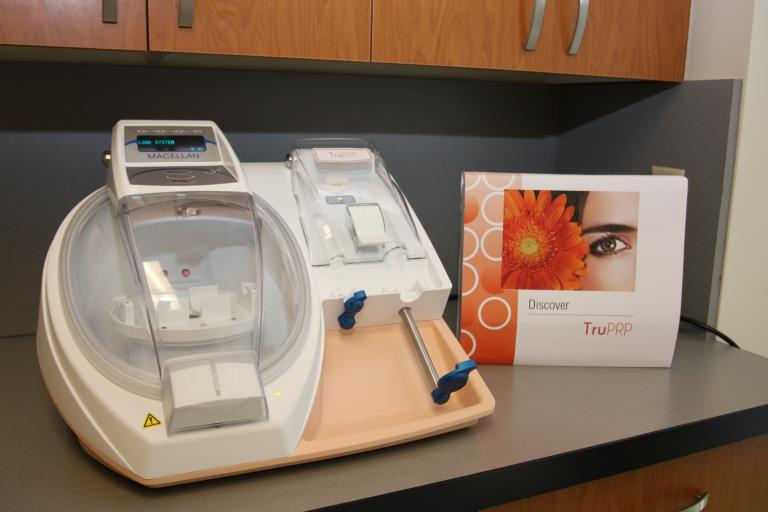 LOAD SYSTEM
MAGELLAN
TruPRP
Discover
TruPRP